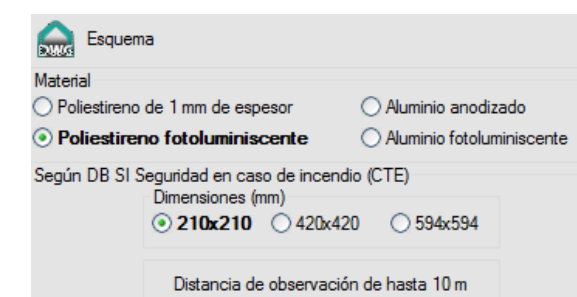 DWG Esquema
Material
Poliestireno de 1 mm de espesor Aluminio anodizado
Poliestireno fotoluminiscente Aluminio fotoluminiscente
Según DB SI Seguridad en caso de incendio (CTE)
Dimensiones (mm)
210x210 420x420 594x594
Distancia de observación de hasta 10 m